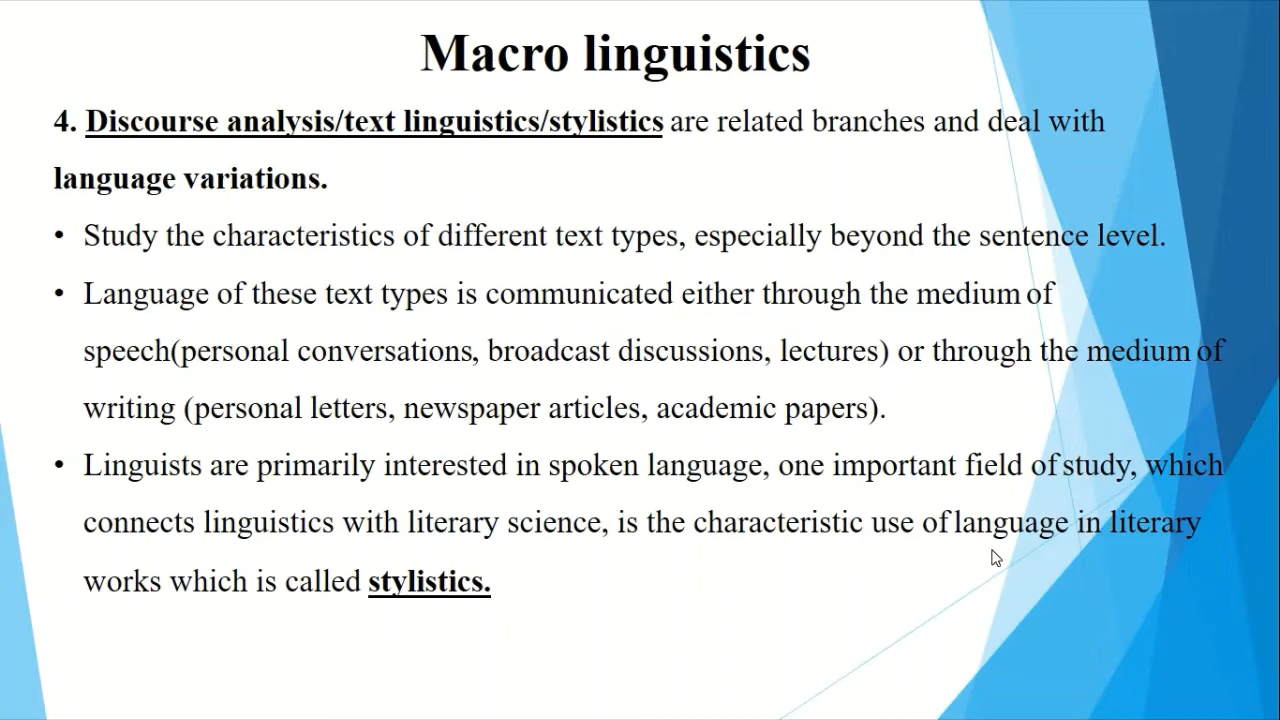 Macro linguistics
4. Discourse analysis/text linguistics/stylistics are related branches and deal with
language variations.
• Study the characteristics of different text types, especially beyond the sentence level.
• Language of these text types is communicated either through the medium of
speech(personal conversations, broadcast discussions, lectures) or through the medium of
writing (personal letters, newspaper articles, academic papers).
• Linguists are primarily interested in spoken language, one important field of study, which
connects linguistics with literary science, is the characteristic use of language in literary
works which is called stylistics.